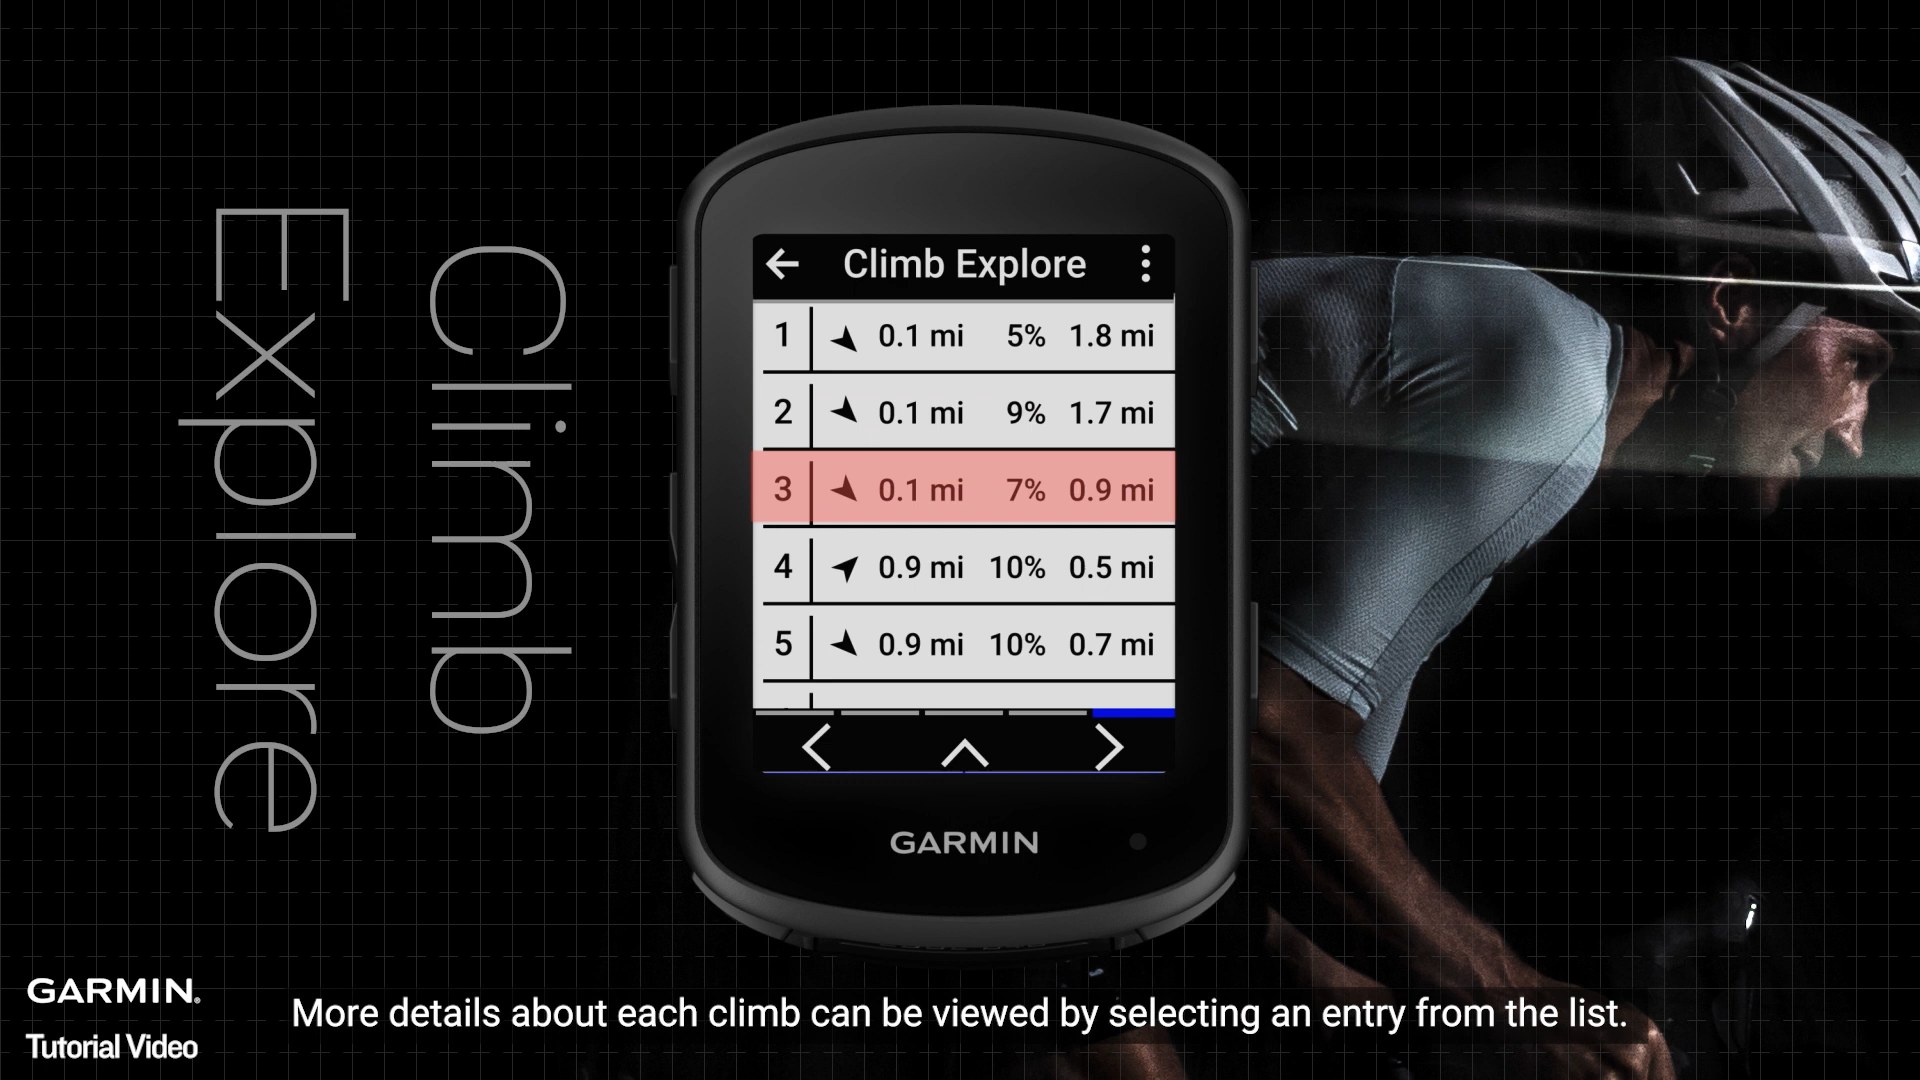 Climb
Explore
Climb Explore
1 0.1 mi 5% 1.8 mi
2 0.1 mi 9% 1.7 mi
3 0.1 mi 7% 0.9 mi
4 0.9 mi 10% 0.5 mi
5 0.9 mi 10% 0.7 mi
GARMIN
GARMIN®
Tutorial Video
More details about each climb can be viewed by selecting an entry from the list.